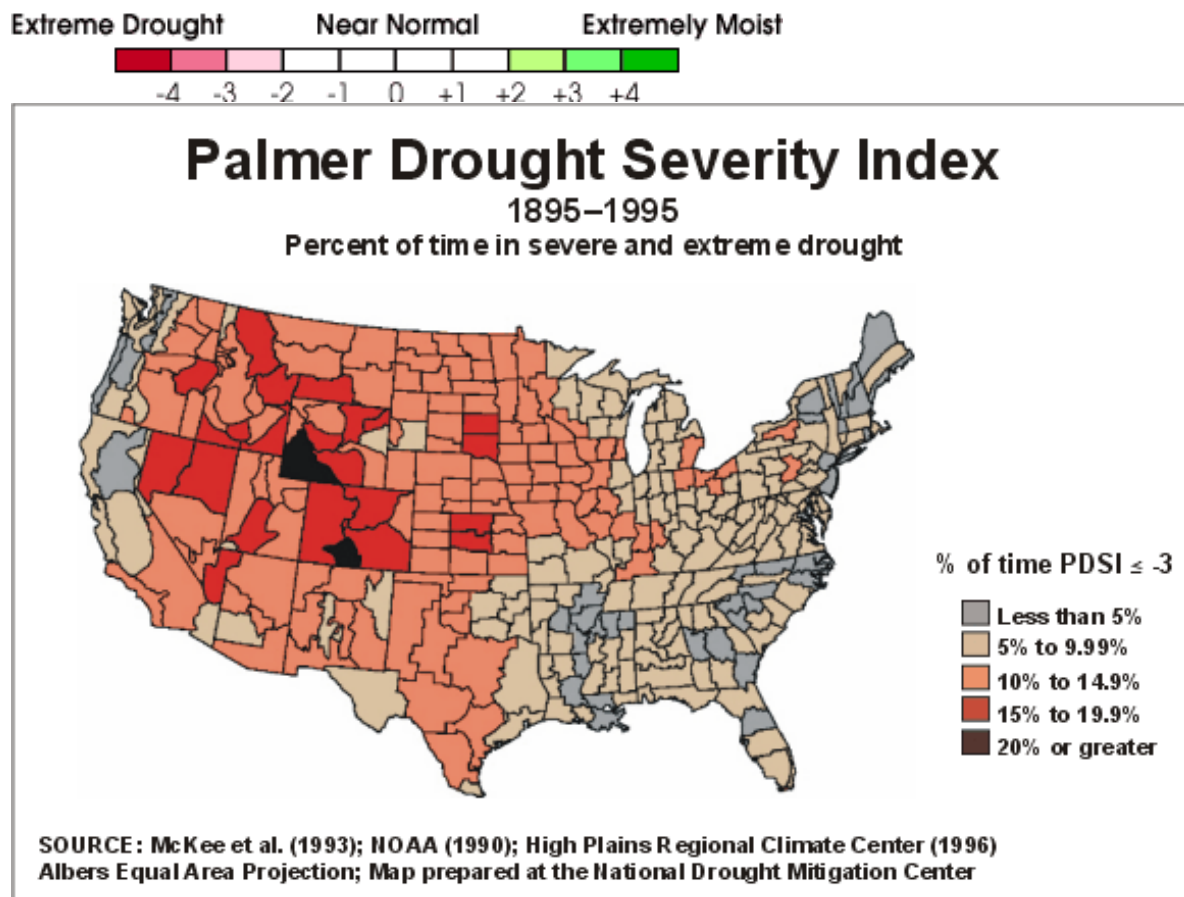 Extreme Drought Near Normal Extremely Moist
-4 -3 -2 -1 0 +1 +2 +3 +4
Palmer Drought Severity Index
1895–1995
Percent of time in severe and extreme drought
% of time PDSI ≤ -3
Less than 5%
5% to 9.99%
10% to 14.9%
15% to 19.9%
20% or greater
SOURCE: McKee et al. (1993); NOAA (1990); High Plains Regional Climate Center (1996)
Albers Equal Area Projection; Map prepared at the National Drought Mitigation Center